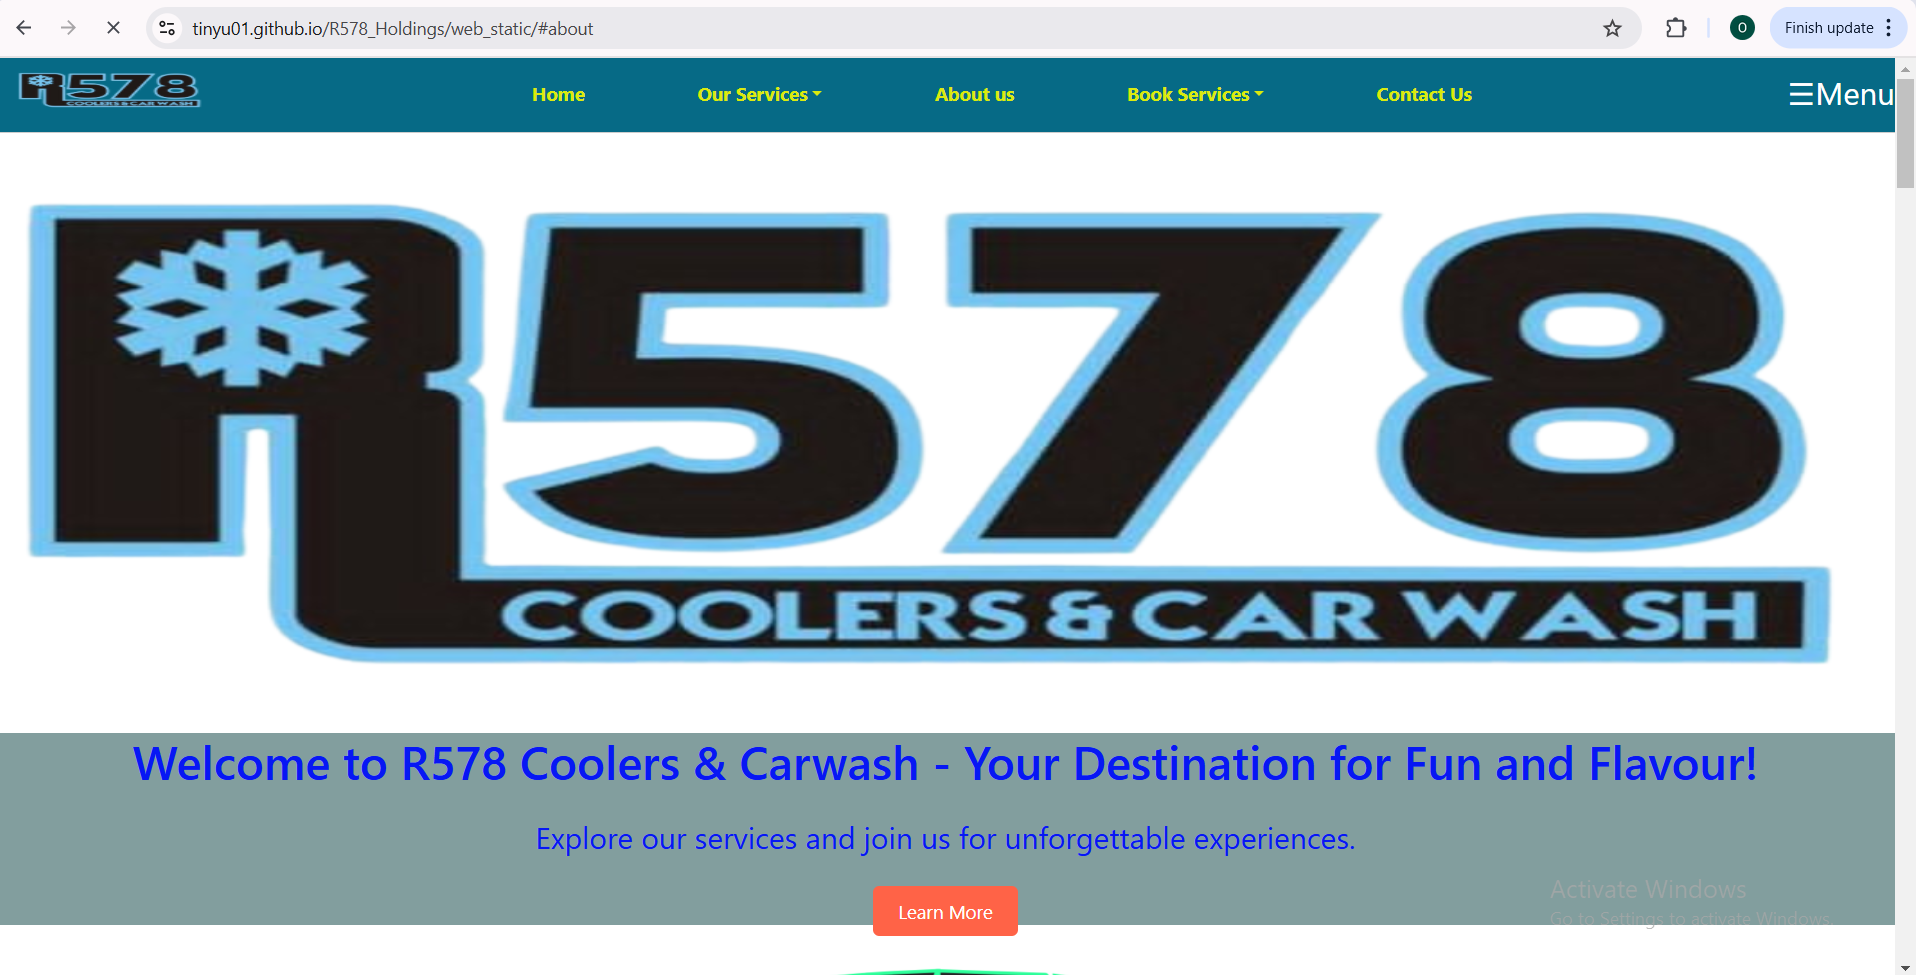 tinyu01.github.io/R578_Holdings/web_static/#about
O
Finish update
R578
COOLERS & CAR WASH
Home
Our Services
About us
Book Services
Contact Us
☰Menu
R578
COOLERS & CAR WASH
Welcome to R578 Coolers & Carwash - Your Destination for Fun and Flavour!
Explore our services and join us for unforgettable experiences.
Learn More
Activate Windows
Go to Settings to activate Windows.